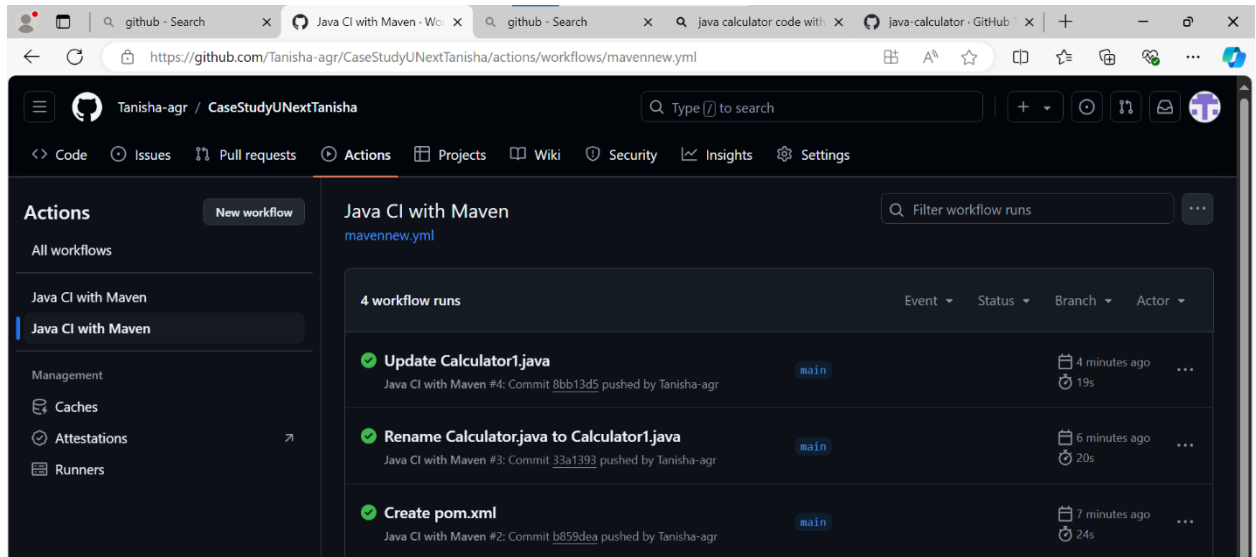 github - Search
Java CI with Maven · Wo
github - Search
java calculator code with
java-calculator · GitHub T
https://github.com/Tanisha-agr/CaseStudyUNextTanisha/actions/workflows/mavennew.yml
Tanisha-agr / CaseStudyUNextTanisha
Type / to search
<> Code Issues Pull requests Actions Projects Wiki Security Insights Settings
Actions
New workflow
All workflows
Java CI with Maven
Java CI with Maven
Management
Caches
Attestations
Runners
Java CI with Maven
mavennew.yml
Filter workflow runs
4 workflow runs
Event Status Branch Actor
Update Calculator1.java
Java CI with Maven #4: Commit 8bb13d5 pushed by Tanisha-agr
main
4 minutes ago
19s
Rename Calculator.java to Calculator1.java
Java CI with Maven #3: Commit 33a1393 pushed by Tanisha-agr
main
6 minutes ago
20s
Create pom.xml
Java CI with Maven #2: Commit b859dea pushed by Tanisha-agr
main
7 minutes ago
24s